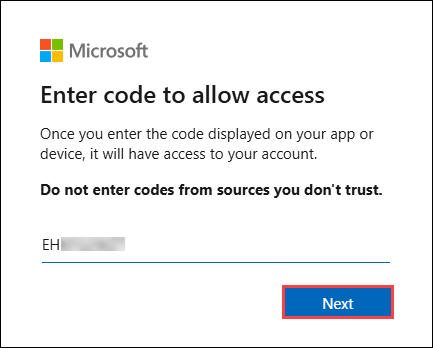 Microsoft
Enter code to allow access
Once you enter the code displayed on your app or
device, it will have access to your account.
Do not enter codes from sources you don't trust.
EH
Next